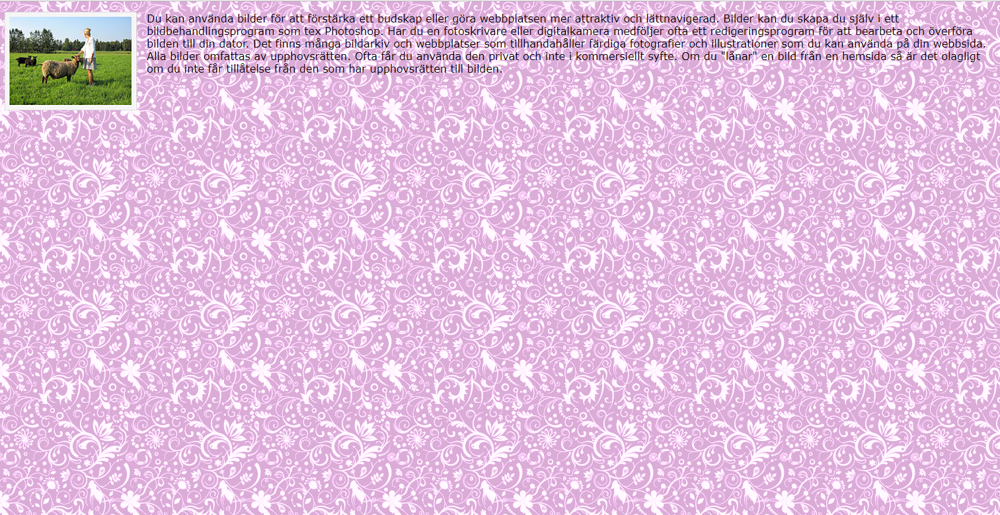 Du kan använda bilder för att förstärka ett budskap eller göra webbplatsen mer attraktiv och lättnavigerad. Bilder kan du skapa du själv i ett
bildbehandlingsprogram som tex Photoshop. Har du en fotoskrivare eller digitalkamera medföljer ofta ett redigeringsprogram för att bearbeta och överföra
bilden till din dator. Det finns många bildarkiv och webbplatser som tillhandahåller färdiga fotografier och illustrationer som du kan använda på din webbsida.
Alla bilder omfattas av upphovsrätten. Ofta får du använda den privat och inte i kommersiellt syfte. Om du "lånar" en bild från en hemsida så är det olagligt
om du inte får tillåtelse från den som har upphovsrätten till bilden.